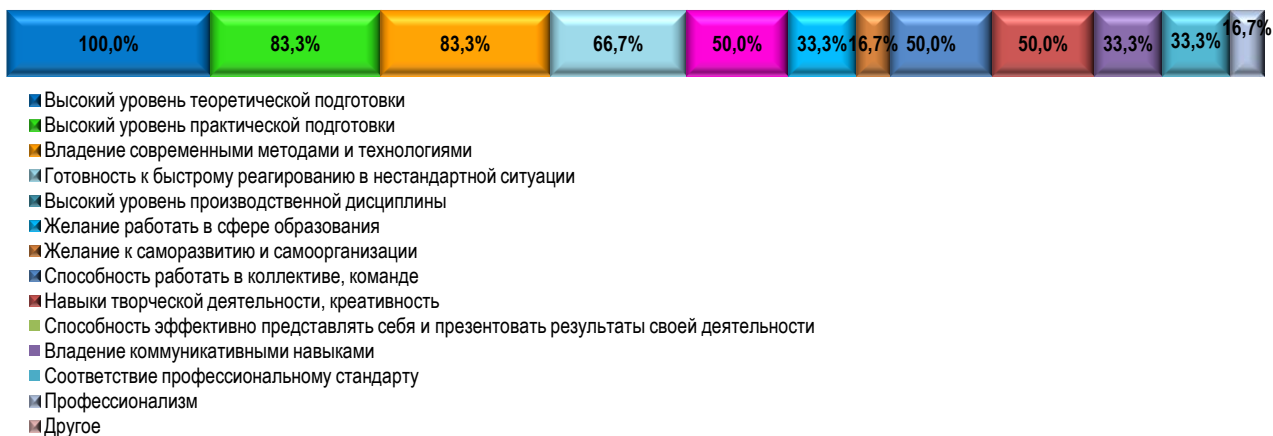 100,0% 83,3% 83,3% 66,7% 50,0% 33,3% 16,7% 50,0% 50,0% 33,3% 33,3% 16,7%
Высокий уровень теоретической подготовки
Высокий уровень практической подготовки
Владение современными методами и технологиями
Готовность к быстрому реагированию в нестандартной ситуации
Высокий уровень производственной дисциплины
Желание работать в сфере образования
Желание к саморазвитию и самоорганизации
Способность работать в коллективе, команде
Навыки творческой деятельности, креативность
Способность эффективно представлять себя и презентовать результаты своей деятельности
Владение коммуникативными навыками
Соответствие профессиональному стандарту
Профессионализм
Другое